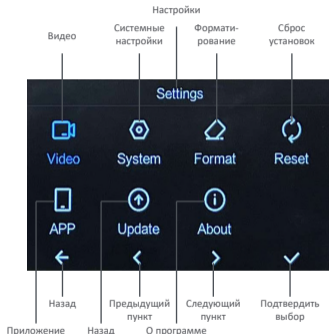 Настройки
Видео
Системные
настройки
Формати-
рование
Сброс
установок
Settings
Video
System
Format
Reset
APP
Update
About
Назад
Предыдущий
пункт
Следующий
пункт
Подтвердить
выбор
Приложение
Назад
О программе